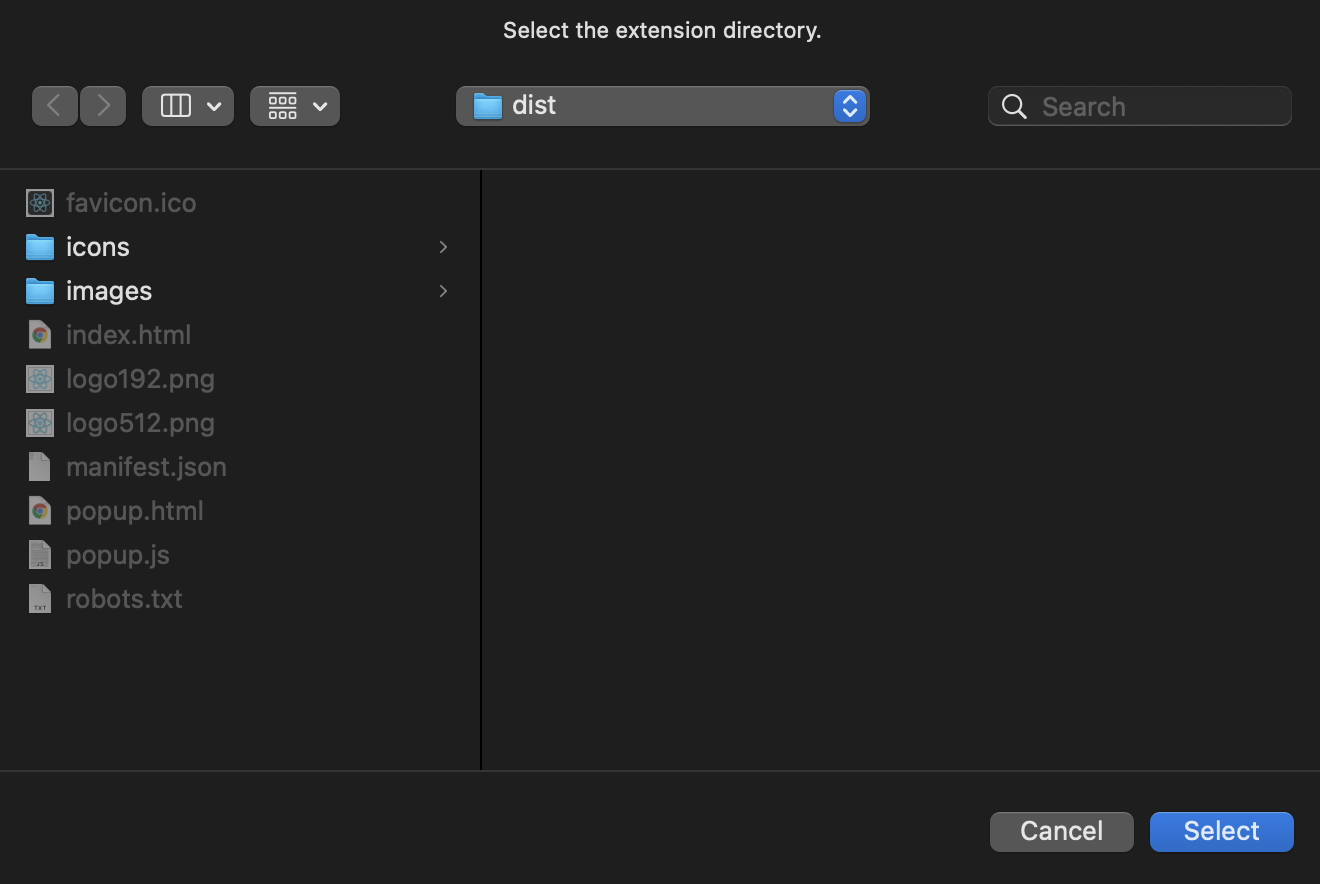 Select the extension directory.
dist
Search
favicon.ico
icons
images
index.html
logo192.png
logo512.png
manifest.json
popup.html
popup.js
robots.txt
Cancel
Select